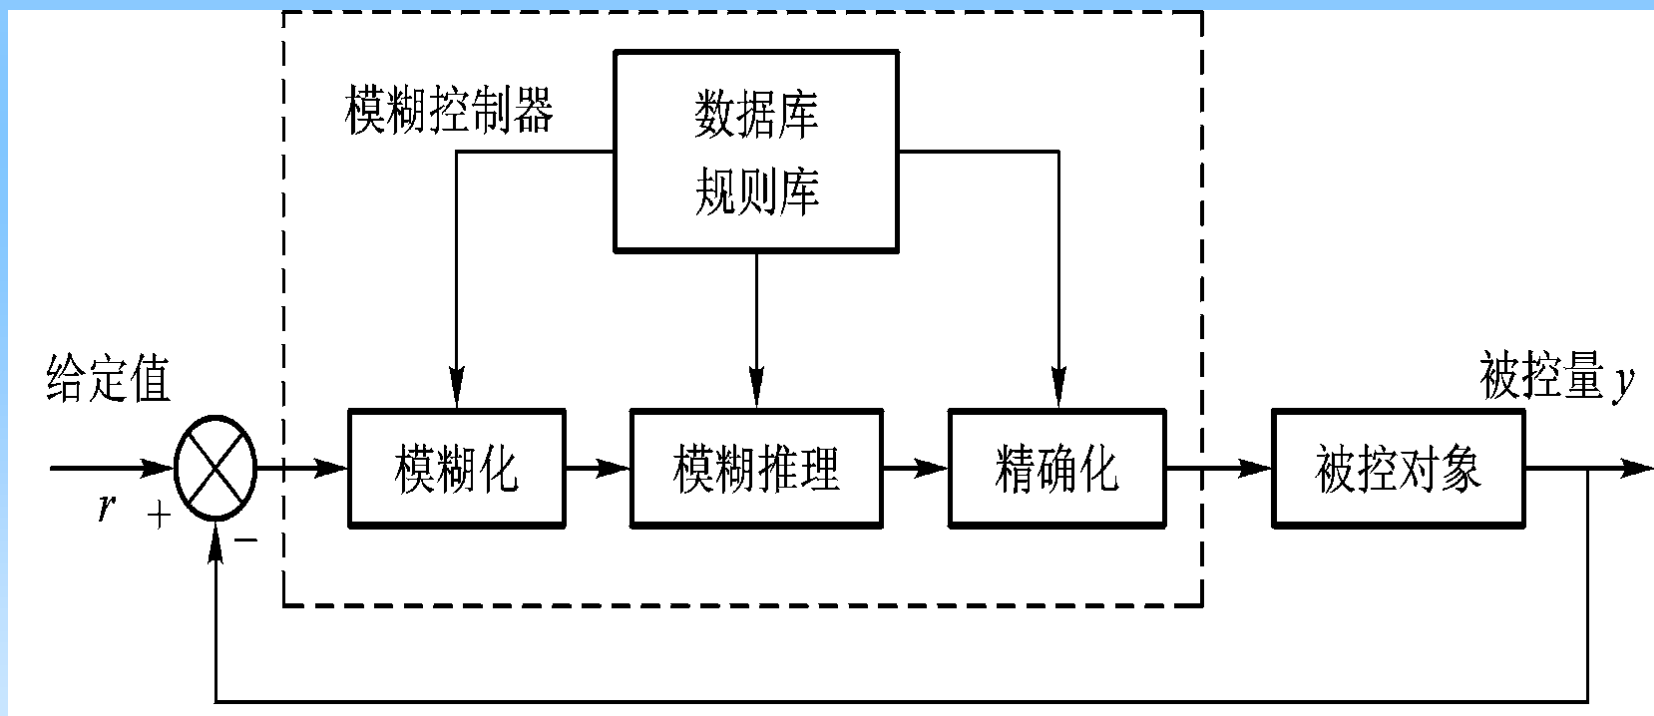 模糊控制器
数据库
规则库
给定值
被控量 y
模糊化
模糊推理
精确化
被控对象
r +
−